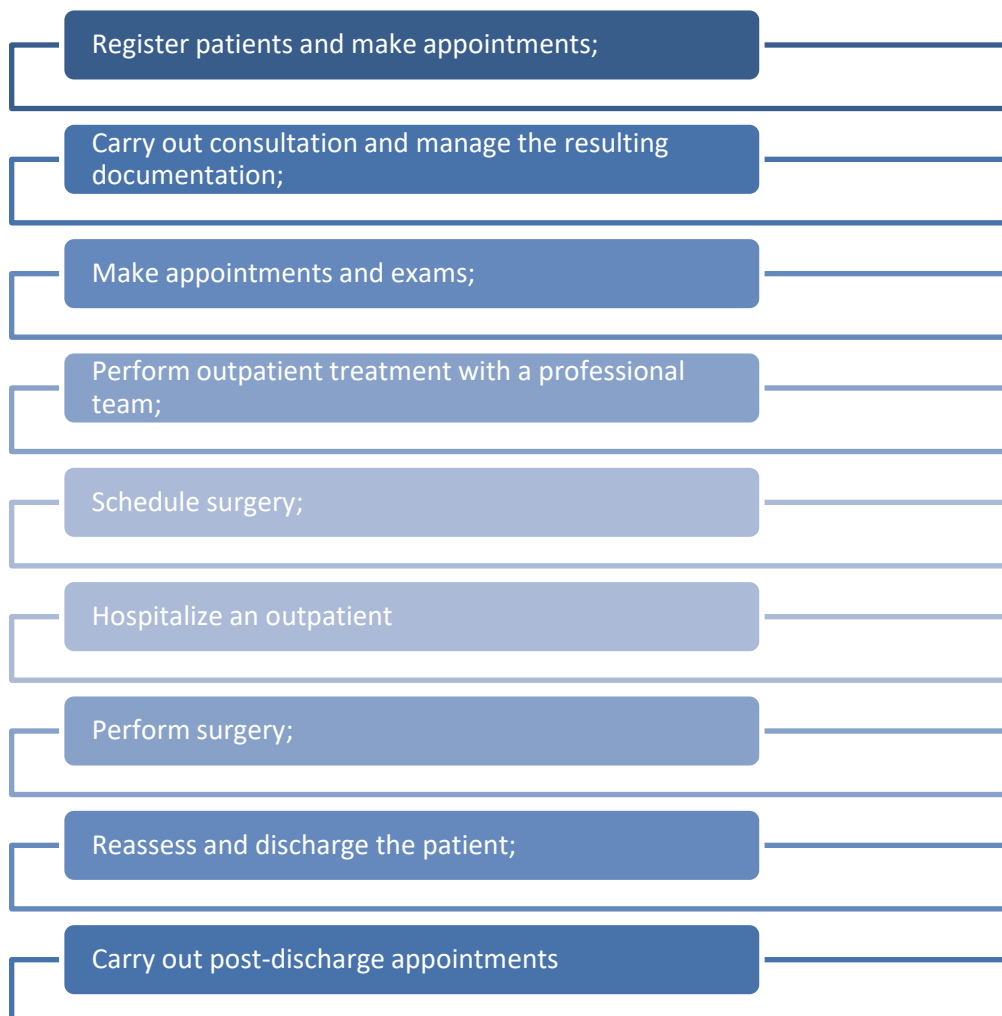 Register patients and make appointments;
Carry out consultation and manage the resulting
documentation;
Make appointments and exams;
Perform outpatient treatment with a professional
team;
Schedule surgery;
Hospitalize an outpatient
Perform surgery;
Reassess and discharge the patient;
Carry out post-discharge appointments